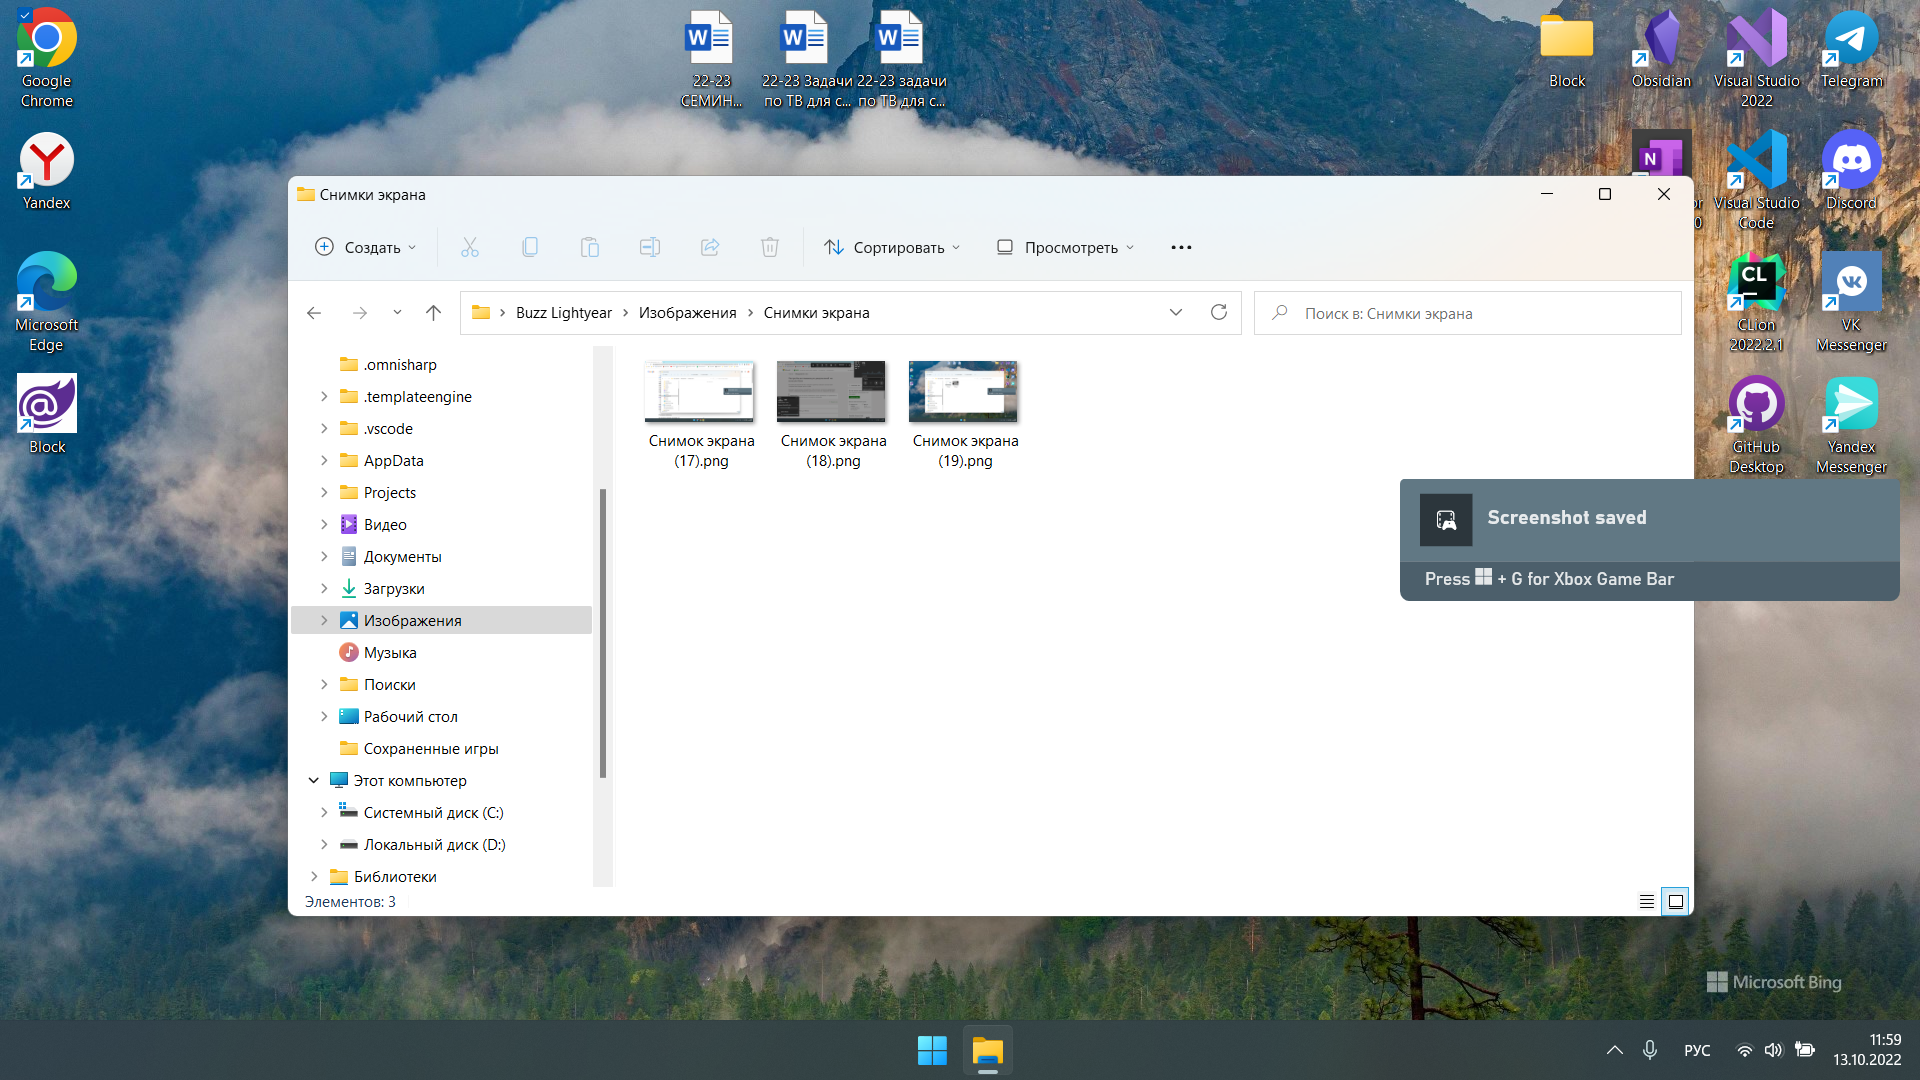 Google
Chrome
22-23
СЕМИН...
22-23 Задачи
по ТВ для с...
22-23 задачи
по ТВ для с...
Block
Obsidian
Visual Studio
2022
Telegram
Yandex
Visual Studio
Code
Discord
Снимки экрана
Создать
Сортировать
Просмотреть
Buzz Lightyear
Изображения
Снимки экрана
Поиск в: Снимки экрана
Microsoft
Edge
CLion
2022.2.1
VK
Messenger
Block
GitHub
Desktop
Yandex
Messenger
.omnisharp
.templateengine
.vscode
AppData
Projects
Видео
Документы
Загрузки
Изображения
Музыка
Поиски
Рабочий стол
Сохраненные игры
Этот компьютер
Системный диск (C:)
Локальный диск (D:)
Библиотеки
Снимок экрана
(17).png
Снимок экрана
(18).png
Снимок экрана
(19).png
Элементов: 3
Screenshot saved
Press + G for Xbox Game Bar
Microsoft Bing
РУС
11:59
13.10.2022